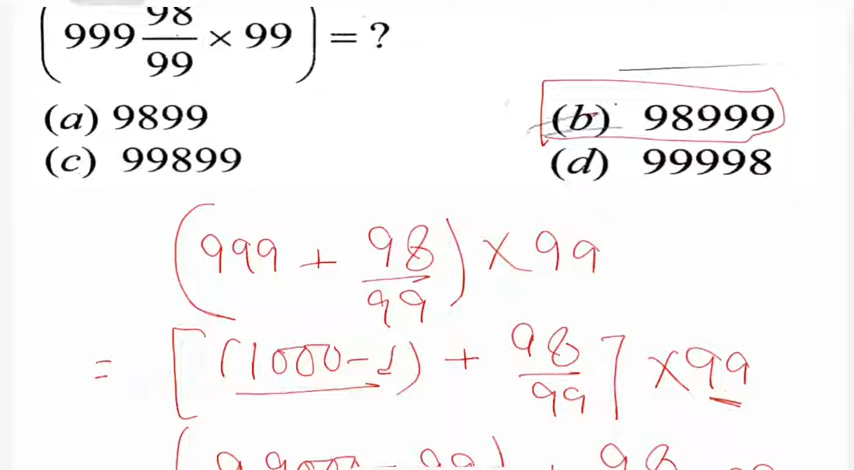 (999 98/99 × 99) = ?
(a) 9899 (b) 98999
(c) 99899 (d) 99998
(999 + 98/99) × 99
= [(1000-1) + 98/99] × 99